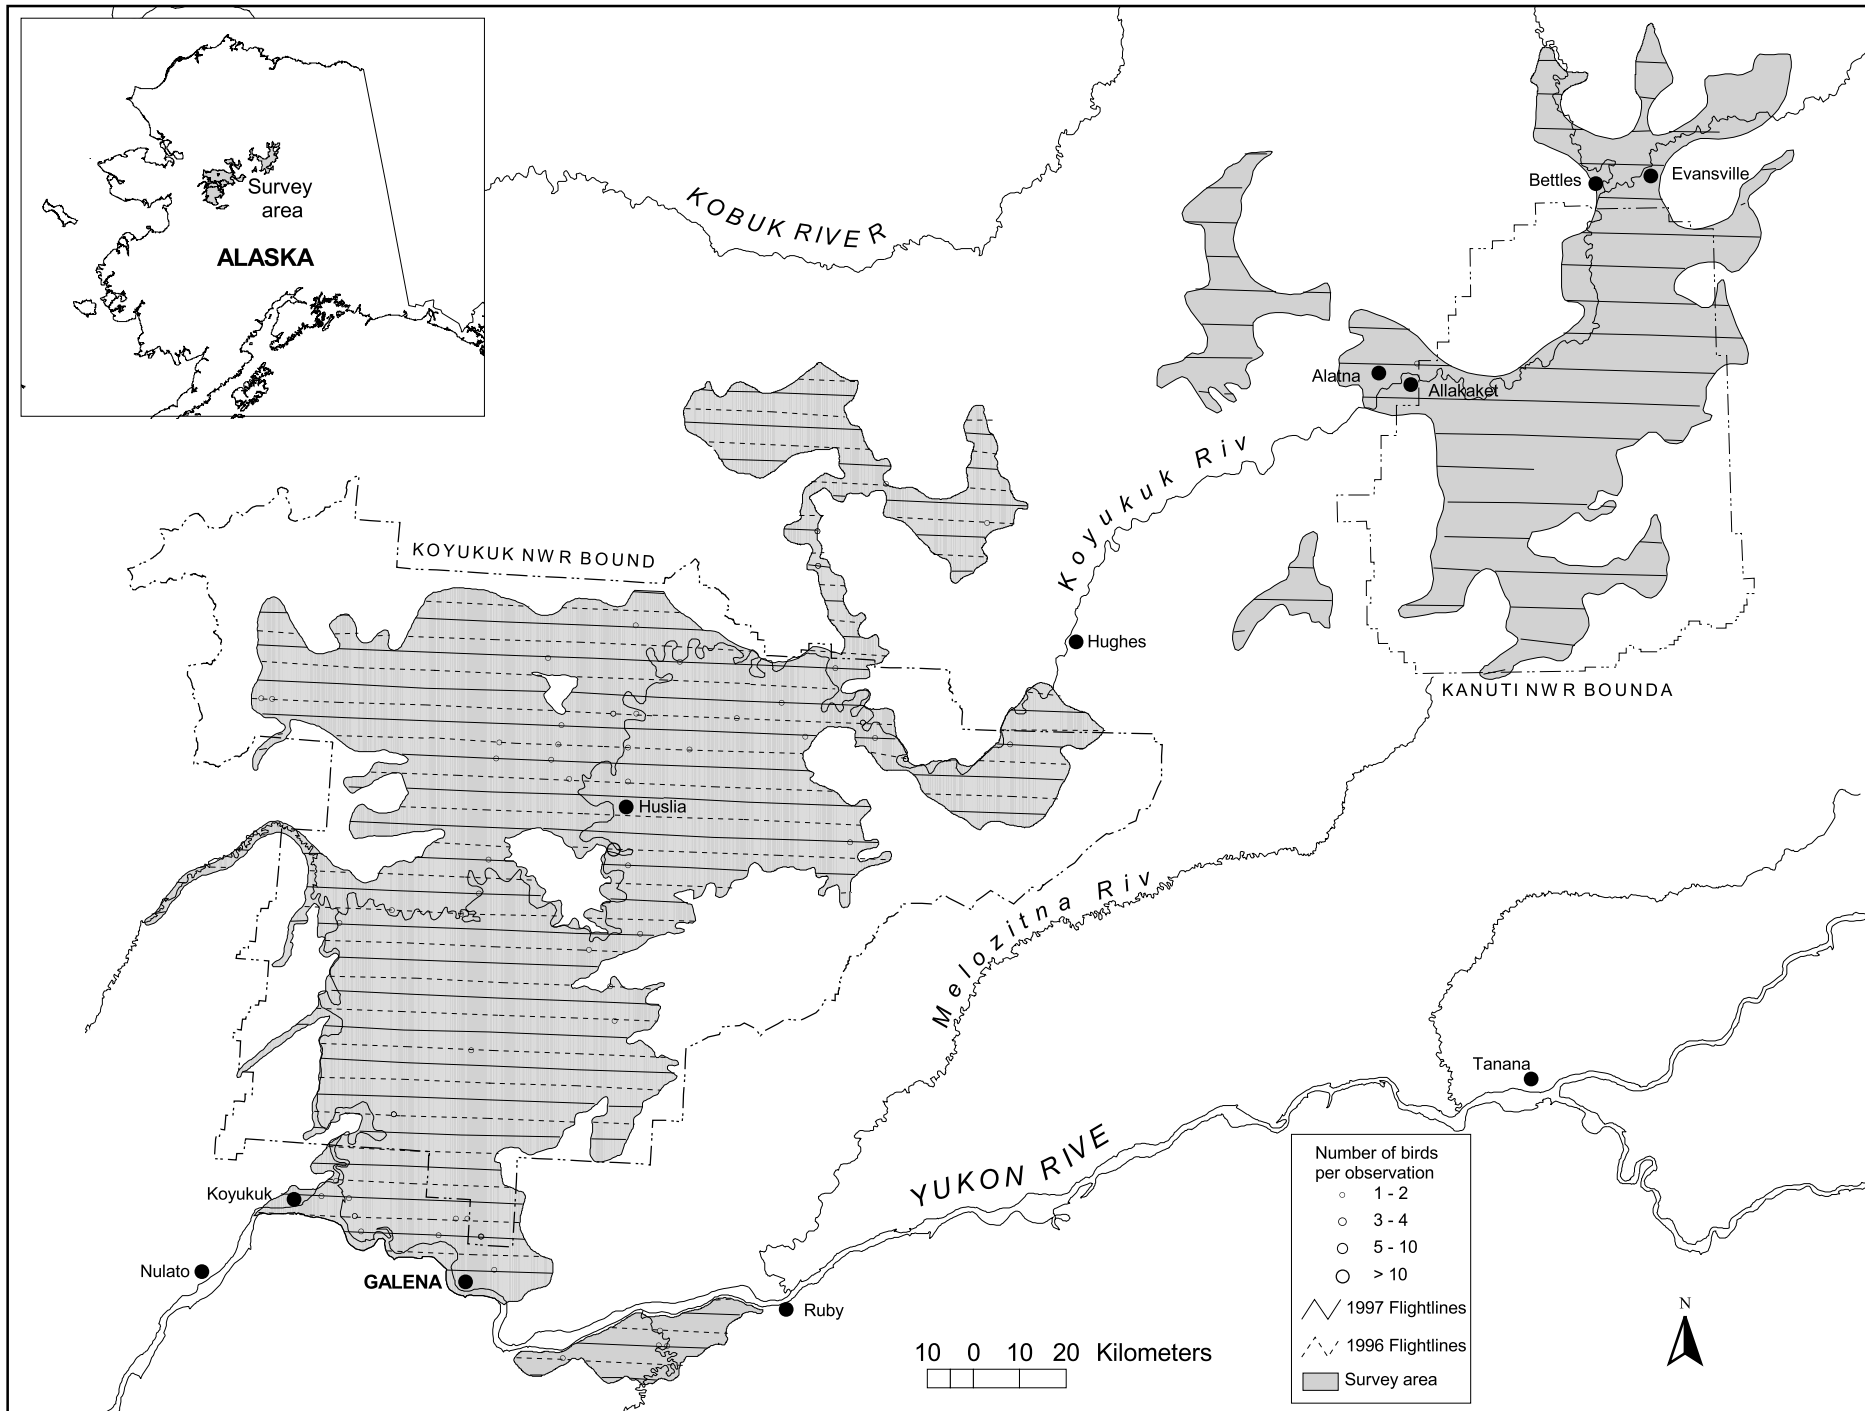 Survey
area
ALASKA
KOBUK RIVER
Bettles
Evansville
Alatna
Allakaket
Koyukuk Riv
KOYUKUK NWR BOUND
Hughes
KANUTI NWR BOUNDA
Huslia
Melozitna Riv
Tanana
YUKON RIVE
Koyukuk
Nulato
GALENA
Ruby
10 0 10 20 Kilometers
Number of birds
per observation
1 - 2
3 - 4
5 - 10
> 10
1997 Flightlines
1996 Flightlines
Survey area
N